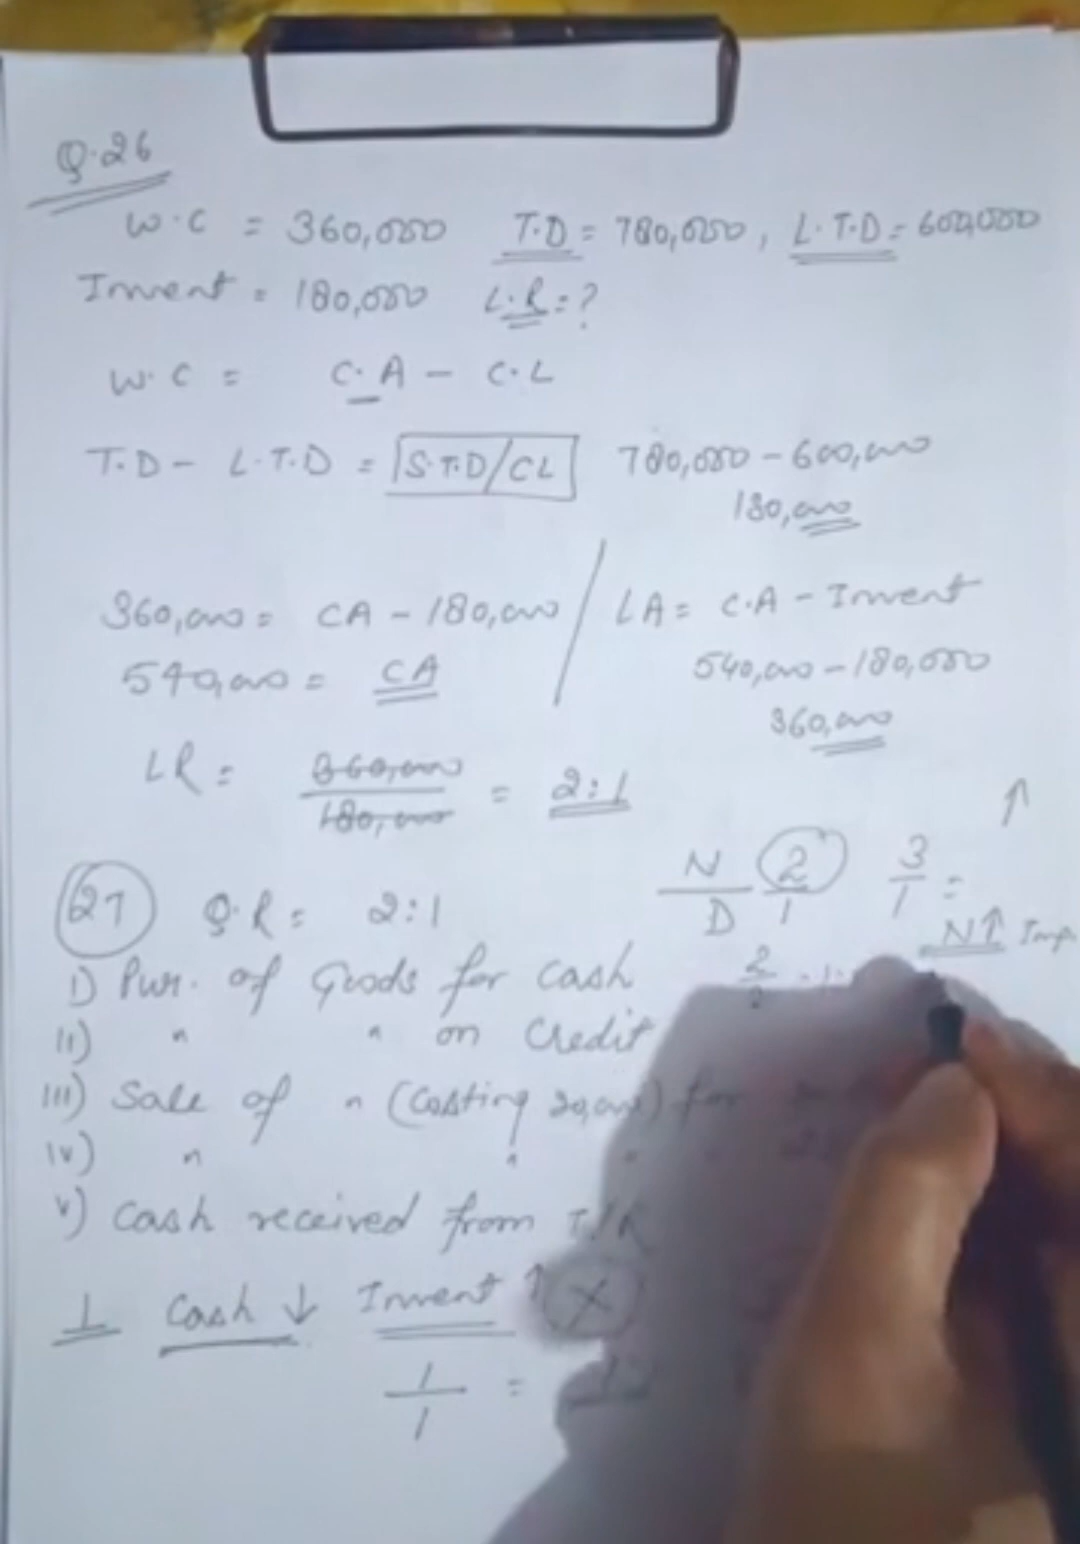 Q.26
W.C = 360,000 T.D = 780,000, L.T.D = 600,000
Invent = 180,000 L.R = ?
W.C = C.A - C.L
T.D - L.T.D = S.T.D/CL 780,000 - 600,000
180,000
360,000 = CA - 180,000 / LA = C.A - Invent
540,000 = CA 540,000 - 180,000
360,000
LR = 360,000 / 180,000 = 2:1
↑
27 Q.R = 2:1 N/D 2/1 3/1 =
N↑ Imp.
I) Pur. of Goods for Cash
II) " " on Credit
III) Sale of " (Costing 20,000) for
IV) " " "
V) Cash received from T/R
I Cash ↓ Invent ↑ X
1/1 = 1